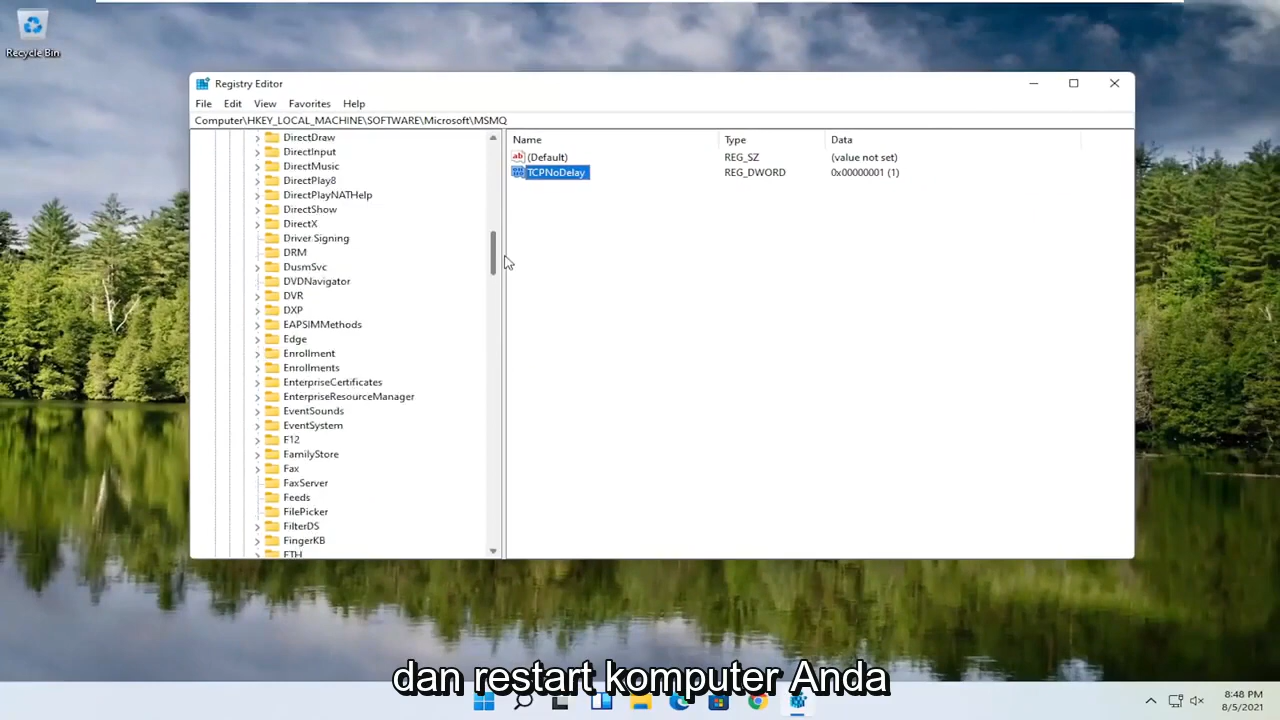 Recycle Bin
Registry Editor
File Edit View Favorites Help
Computer\HKEY_LOCAL_MACHINE\SOFTWARE\Microsoft\MSMQ
Name Type Data
(Default) REG_SZ (value not set)
TCPNoDelay REG_DWORD 0x00000001 (1)
DirectDraw
DirectInput
DirectMusic
DirectPlay8
DirectPlayNATHelp
DirectShow
DirectX
Driver Signing
DRM
DusmSvc
DVDNavigator
DVR
DXP
EAPSIMMethods
Edge
Enrollment
Enrollments
EnterpriseCertificates
EnterpriseResourceManager
EventSounds
EventSystem
F12
FamilyStore
Fax
FaxServer
Feeds
FilePicker
FilterDS
FingerKB
FTH
dan restart komputer Anda
8:48 PM
8/5/2021